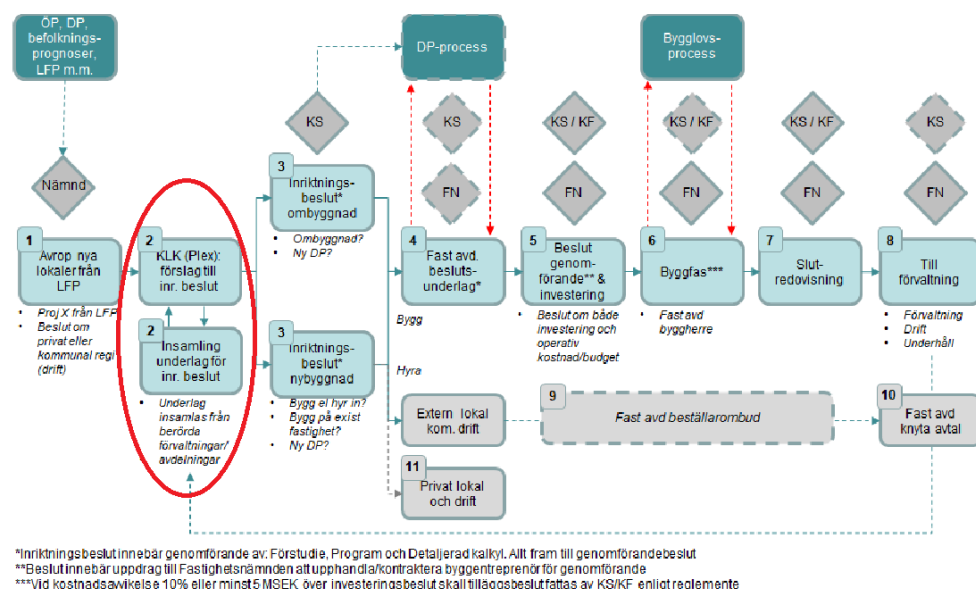 ÖP, DP,
befolknings-
prognoser,
LFP m.m.
DP-process
Bygglovs-
process
KS
KS
KS / KF
KS / KF
KS / KF
KS
Nämnd
FN
FN
FN
FN
FN
1
Avrop nya
lokaler från
LFP
• Proj X från LFP
• Beslut om
privat eller
kommunal regi
(drift)
2
KLK (Plex):
förslag till
inr. beslut
2
Insamling
underlag för
inr. beslut
• Underlag
insamlas från
berörda
förvaltningar/
avdelningar
3
Inriktnings-
beslut*
ombyggnad
• Ombyggnad?
• Ny DP?
3
Inriktnings-
beslut*
nybyggnad
• Bygg el hyr in?
• Bygg på exist
fastighet?
• Ny DP?
4
Fast avd.
besluts-
underlag*
Bygg
Hyra
5
Beslut
genom-
förande** &
investering
• Beslut om både
investering och
operativ
kostnad/budget
6
Byggfas***
• Fast avd
byggherre
7
Slut-
redovisning
8
Till
förvaltning
• Förvaltning
• Drift
• Underhåll
Extern lokal
kom. drift
9
Fast avd beställarombud
10
Fast avd
knyta avtal
11
Privat lokal
och drift
*Inriktningsbeslut innebär genomförande av: Förstudie, Program och Detaljerad kalkyl. Allt fram till genomförandebeslut
**Beslut innebär uppdrag till Fastighetsnämnden att upphandla/kontraktera byggentreprenör för genomförande
***Vid kostnadsavvikelse 10% eller minst 5 MSEK över investeringsbeslut skall tilläggsbeslut fattas av KS/KF enligt reglemente